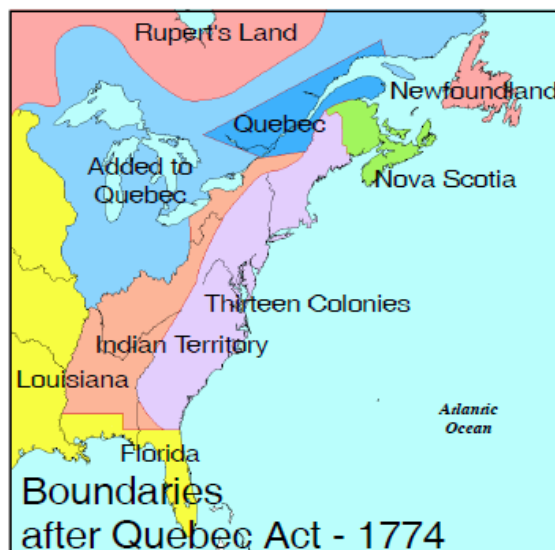 Rupert's Land
Newfoundland
Quebec
Added to
Quebec
Nova Scotia
Thirteen Colonies
Indian Territory
Louisiana
Atlantic
Ocean
Florida
Boundaries
after Quebec Act - 1774